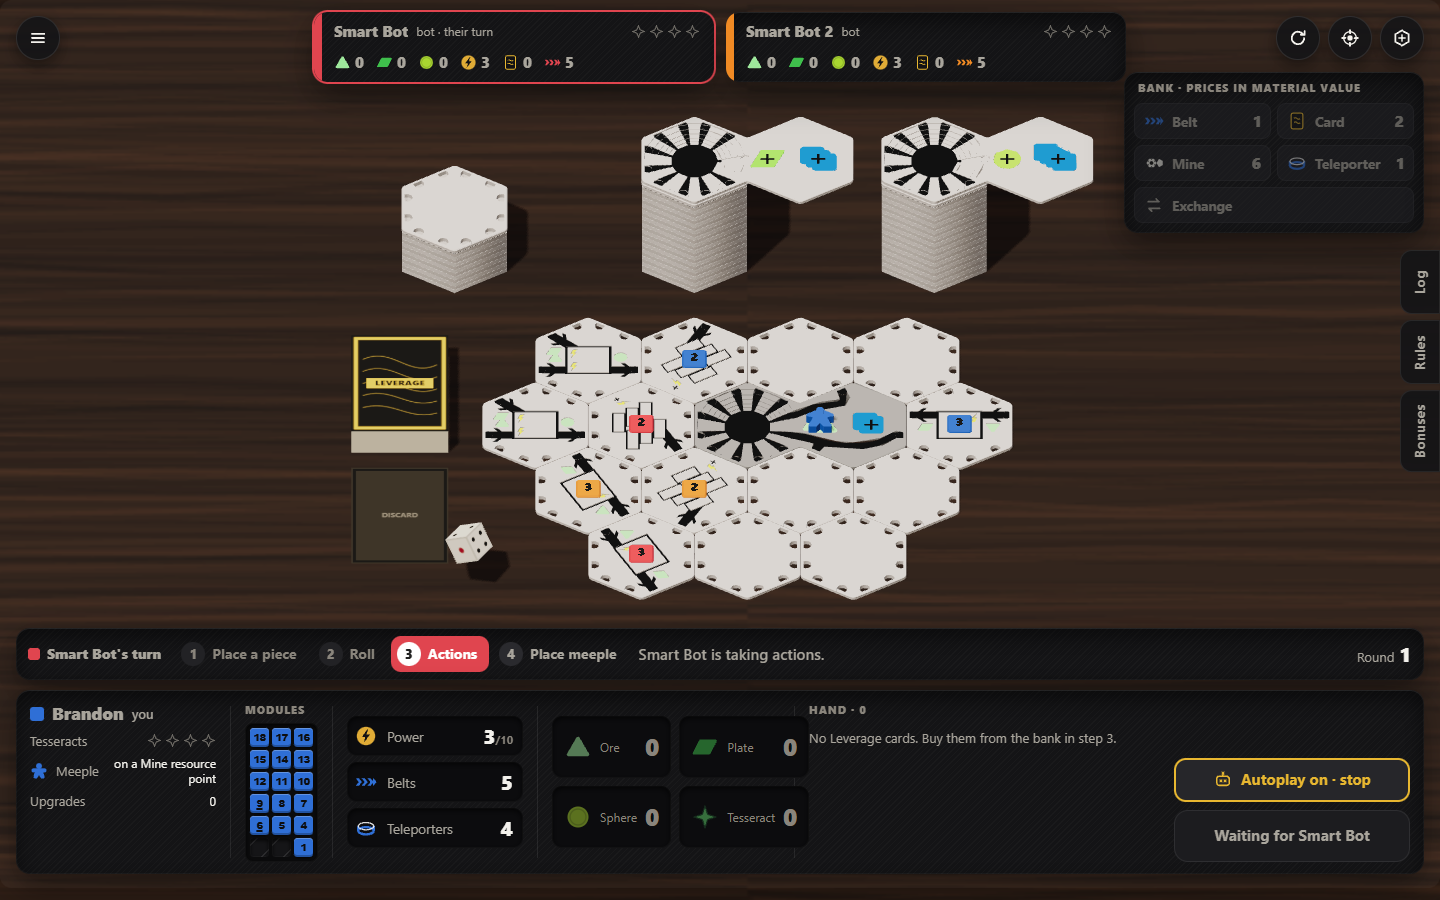 Smart Bot bot · their turn
0 0 0 3 0 5
Smart Bot 2 bot
0 0 0 3 0 5
BANK · PRICES IN MATERIAL VALUE
Belt 1
Card 2
Mine 6
Teleporter 1
Exchange
Log
Rules
Bonuses
LEVERAGE
DISCARD
2
2
3
3
2
3
Smart Bot's turn 1 Place a piece 2 Roll 3 Actions 4 Place meeple Smart Bot is taking actions. Round 1
Brandon you
Tesseracts
Meeple on a Mine resource point
Upgrades 0
MODULES
18 17 16
15 14 13
12 11 10
9 8 7
6 5 4
1
Power 3/10
Belts 5
Teleporters 4
Ore 0
Plate 0
Sphere 0
Tesseract 0
HAND · 0
No Leverage cards. Buy them from the bank in step 3.
Autoplay on · stop
Waiting for Smart Bot